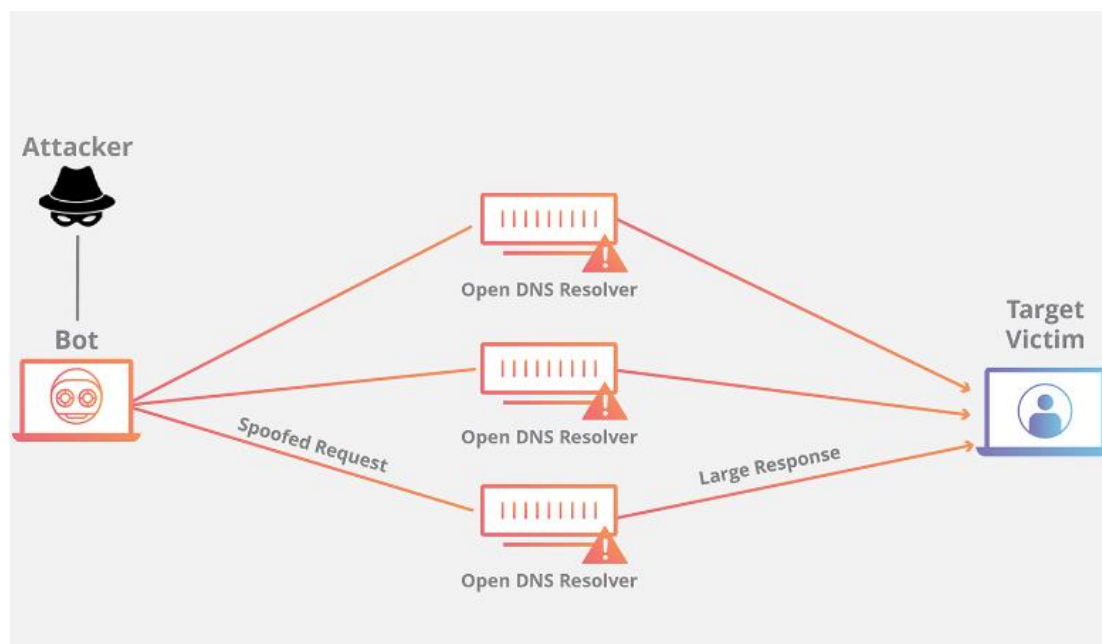 Attacker
Bot
Open DNS Resolver
Open DNS Resolver
Open DNS Resolver
Spoofed Request
Large Response
Target
Victim